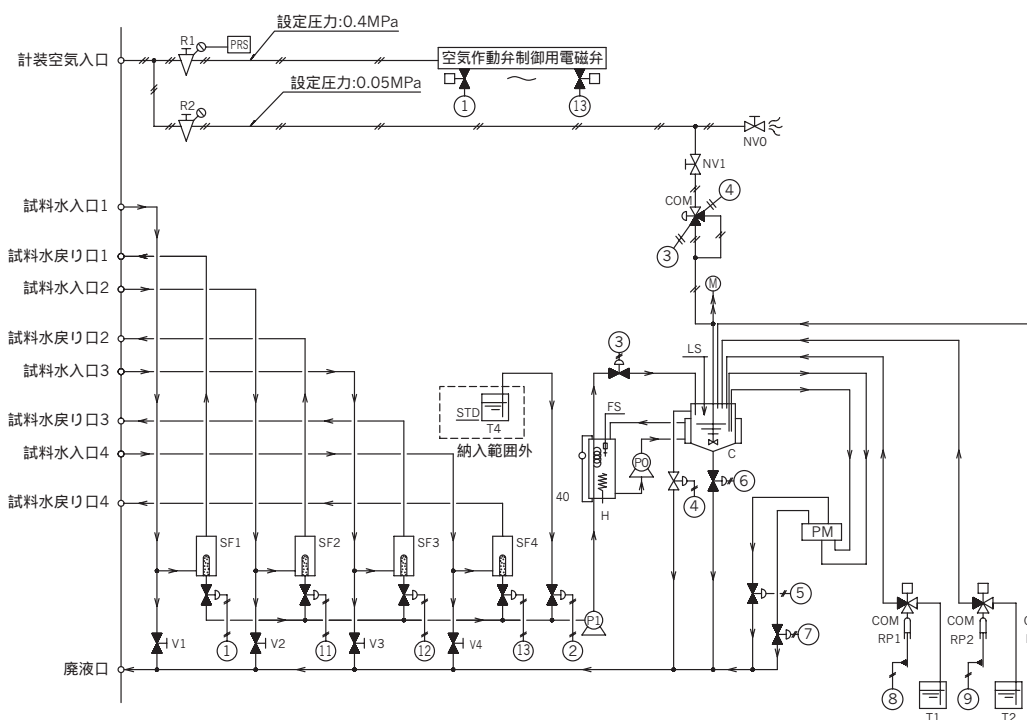 設定圧力:0.4MPa
R1
PRS
計装空気入口
空気作動弁制御用電磁弁
設定圧力:0.05MPa
①
⑬
R2
NV0
NV1
④
COM
③
試料水入口1
試料水戻り口1
試料水入口2
M
試料水戻り口2
③
LS
試料水入口3
FS
STD
T4
試料水戻り口3
納入範囲外
試料水入口4
C
P0
⑥
40
④
試料水戻り口4
H
PM
SF1
SF2
SF3
SF4
⑤
P1
COM
RP1
COM
RP2
⑦
V1
①
V2
⑪
V3
⑫
V4
⑬
②
廃液口
⑧
T1
⑨
T2